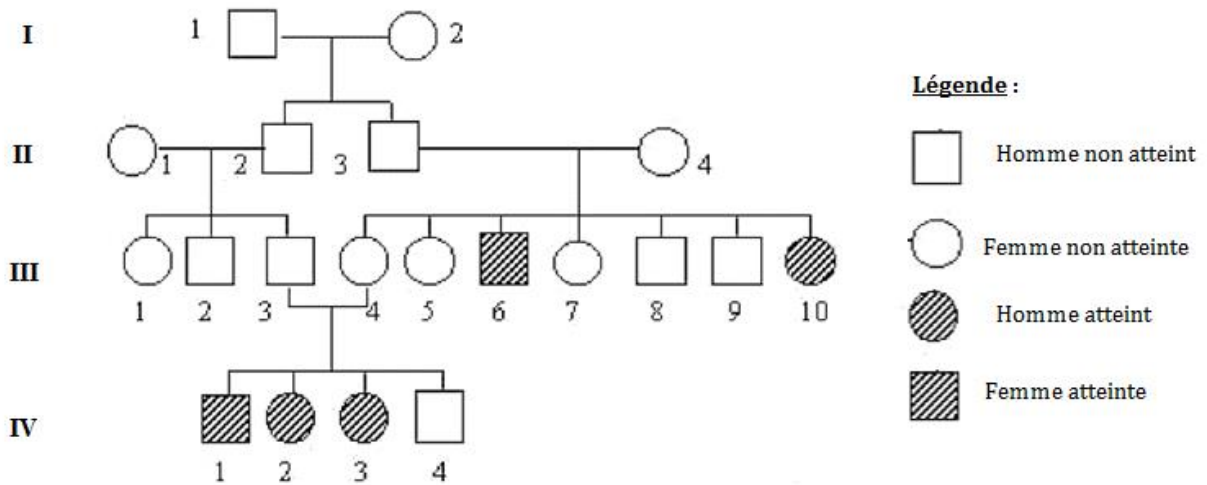 I
1
2
Légende :
II
1
2
3
4
Homme non atteint
Femme non atteinte
III
1
2
3
4
5
6
7
8
9
10
Homme atteint
Femme atteinte
IV
1
2
3
4